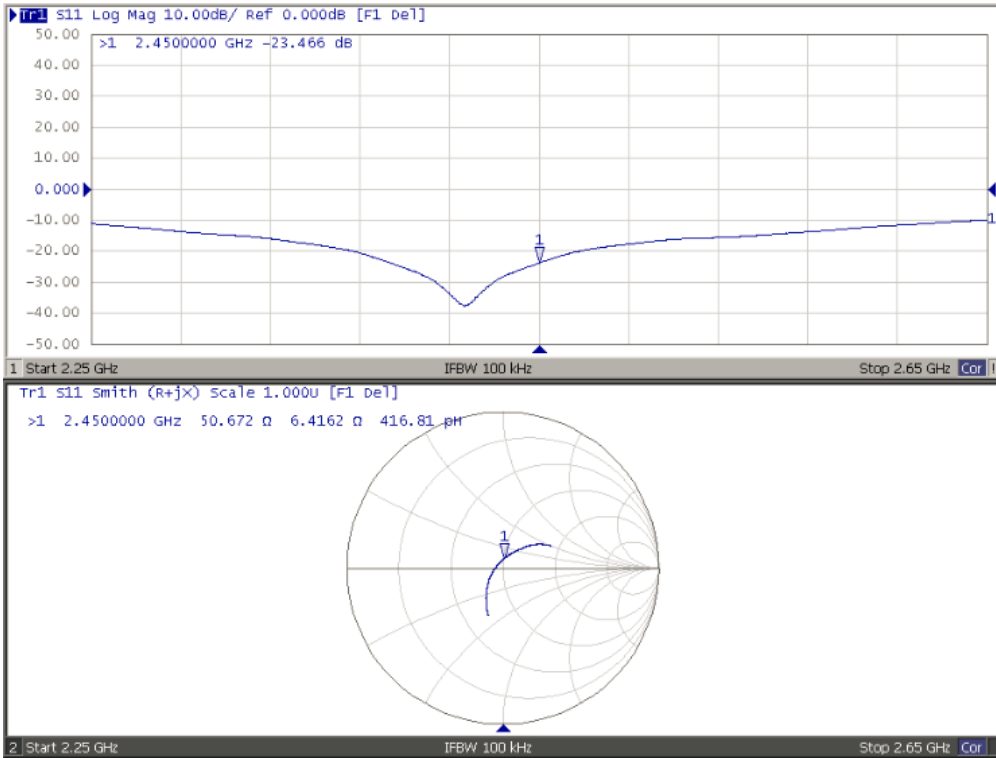 Tr1 S11 Log Mag 10.00dB/ Ref 0.000dB [F1 Del]
50.00
>1 2.4500000 GHz -23.466 dB
40.00
30.00
20.00
10.00
0.000
-10.00
1
-20.00
1
-30.00
-40.00
-50.00
1 Start 2.25 GHz IFBW 100 kHz Stop 2.65 GHz Cor !
Tr1 S11 Smith (R+jX) Scale 1.000U [F1 Del]
>1 2.4500000 GHz 50.672 Ω 6.4162 Ω 416.81 pH
1
2 Start 2.25 GHz IFBW 100 kHz Stop 2.65 GHz Cor